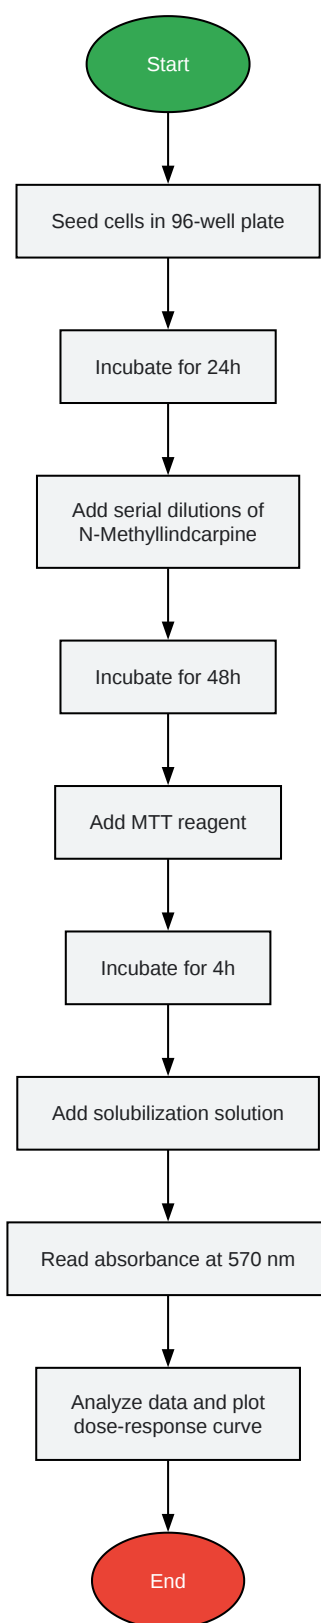 Start
Seed cells in 96-well plate
Incubate for 24h
Add serial dilutions of
N-Methyllindcarpine
Incubate for 48h
Add MTT reagent
Incubate for 4h
Add solubilization solution
Read absorbance at 570 nm
Analyze data and plot
dose-response curve
End